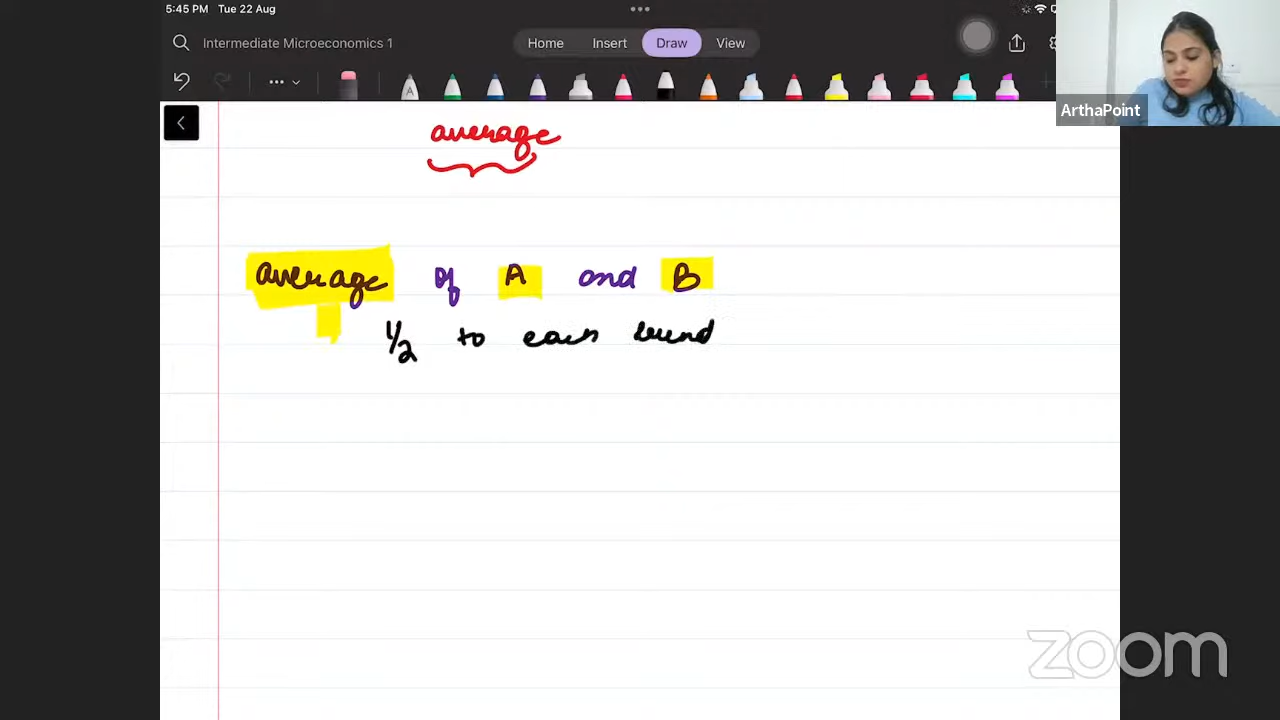 5:45 PM Tue 22 Aug
Intermediate Microeconomics 1
Home Insert Draw View
A
ArthaPoint
average
average of A and B
1/2 to each bund
zoom